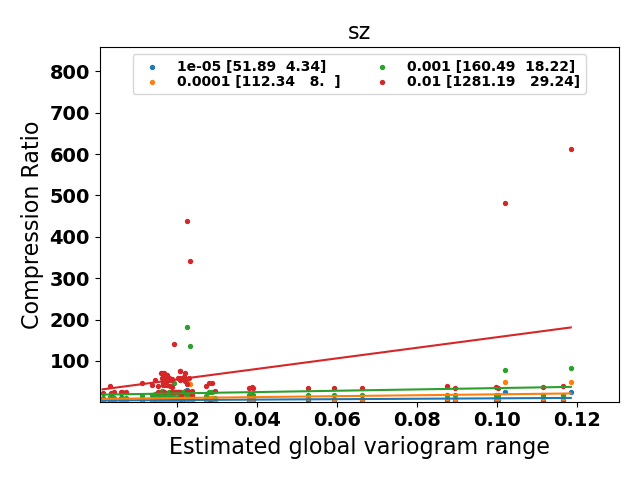 sz
1e-05 [51.89  4.34]
0.0001 [112.34   8.  ]
0.001 [160.49  18.22]
0.01 [1281.19   29.24]
Compression Ratio
800
700
600
500
400
300
200
100
0.02 0.04 0.06 0.08 0.10 0.12
Estimated global variogram range